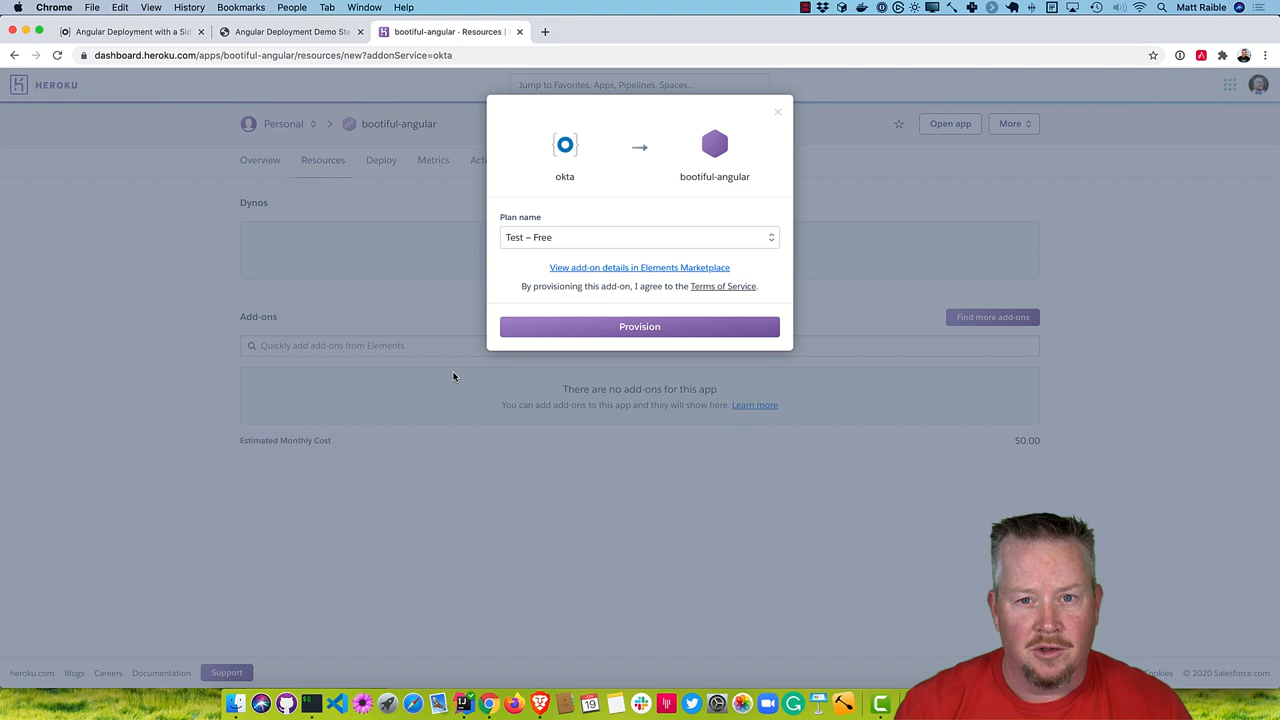 Chrome File Edit View History Bookmarks People Tab Window Help Matt Raible
Angular Deployment with a Sid Angular Deployment Demo Ste bootiful-angular · Resources |
dashboard.heroku.com/apps/bootiful-angular/resources/new?addonService=okta
HEROKU Jump to Favorites, Apps, Pipelines, Spaces...
Personal bootiful-angular Open app More
okta bootiful-angular
Overview Resources Deploy Metrics Acti
Dynos
Plan name
Test – Free
View add-on details in Elements Marketplace
By provisioning this add-on, I agree to the Terms of Service.
Provision
Add-ons Find more add-ons
Quickly add add-ons from Elements
There are no add-ons for this app
You can add add-ons to this app and they will show here. Learn more
Estimated Monthly Cost $0.00
heroku.com Blogs Careers Documentation Support Cookies © 2020 Salesforce.com
19